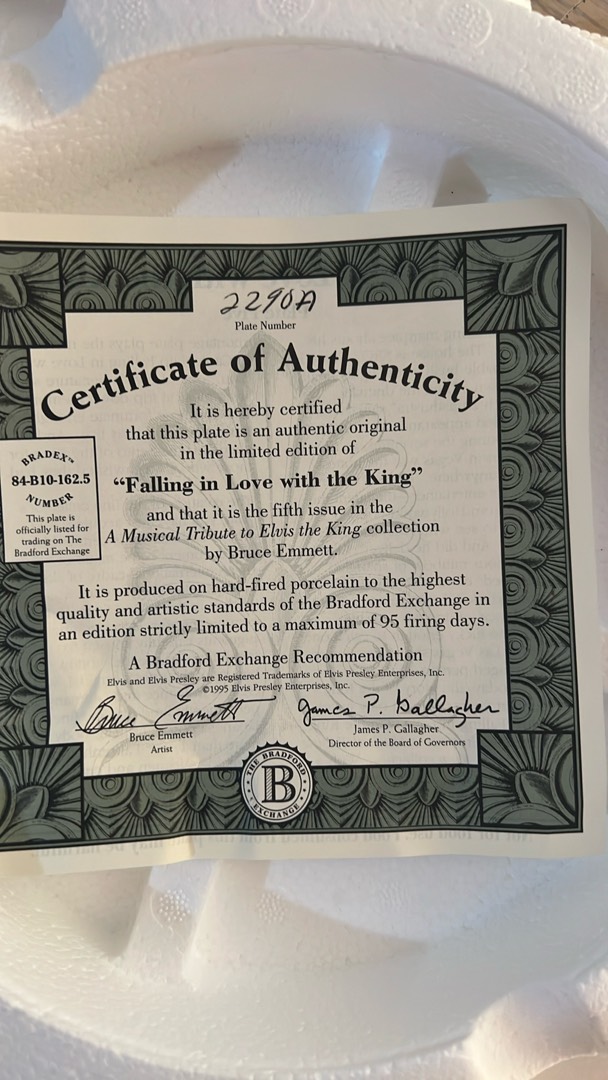 2290A
Plate Number
Certificate of Authenticity
It is hereby certified
that this plate is an authentic original
in the limited edition of
“Falling in Love with the King”
and that it is the fifth issue in the
A Musical Tribute to Elvis the King collection
by Bruce Emmett.
BRADEX™
84-B10-162.5
NUMBER
This plate is
officially listed for
trading on The
Bradford Exchange
It is produced on hard-fired porcelain to the highest
quality and artistic standards of the Bradford Exchange in
an edition strictly limited to a maximum of 95 firing days.
A Bradford Exchange Recommendation
Elvis and Elvis Presley are Registered Trademarks of Elvis Presley Enterprises, Inc.
©1995 Elvis Presley Enterprises, Inc.
Bruce Emmett
Bruce Emmett
Artist
James P. Gallagher
James P. Gallagher
Director of the Board of Governors
THE BRADFORD
B
EXCHANGE